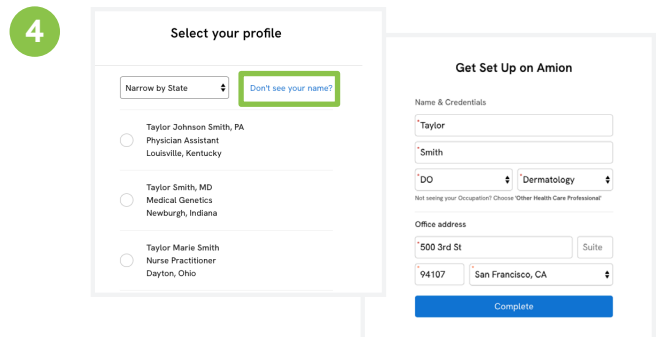 4
Select your profile
Narrow by State
Don't see your name?
Taylor Johnson Smith, PA
Physician Assistant
Louisville, Kentucky
Taylor Smith, MD
Medical Genetics
Newburgh, Indiana
Taylor Marie Smith
Nurse Practitioner
Dayton, Ohio
Get Set Up on Amion
Name & Credentials
*Taylor
*Smith
*DO
*Dermatology
Not seeing your Occupation? Choose 'Other Health Care Professional'
Office address
*500 3rd St
Suite
*94107
*San Francisco, CA
Complete